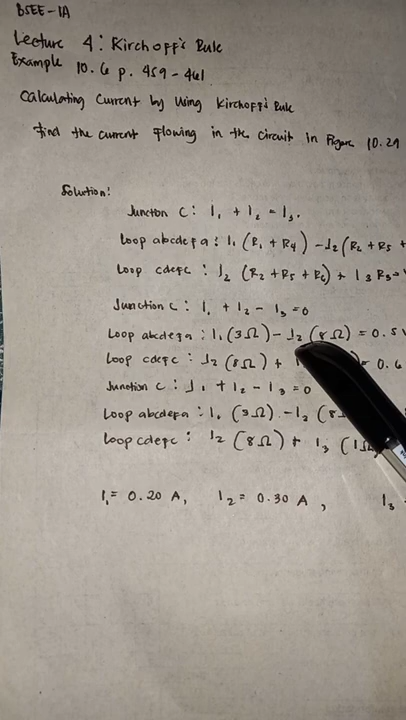 BSEE-1A
Lecture 4: Kirchoff's Rule
Example 10.6 p. 459-461
Calculating Current by Using Kirchoff's Rule
Find the current flowing in the circuit in Figure 10.29
Solution:
Junction c: I₁ + I₂ = I₃.
Loop abcdefa: I₁ (R₁ + R₄) - I₂ (R₂ + R₅ +
Loop cdefc: I₂ (R₂ + R₅ + R₆) + I₃ R₃ =
Junction c: I₁ + I₂ - I₃ = 0
Loop abcdefa: I₁ (3Ω) - I₂ (8Ω) = 0.5 V
Loop cdefc: I₂ (8Ω) + 0.6
Junction c: I₁ + I₂ - I₃ = 0
Loop abcdefa: I₁ (3Ω) - I₂ (8
Loop cdefc: I₂ (8Ω) + I₃ (1Ω
I₁ = 0.20 A, I₂ = 0.30 A, I₃